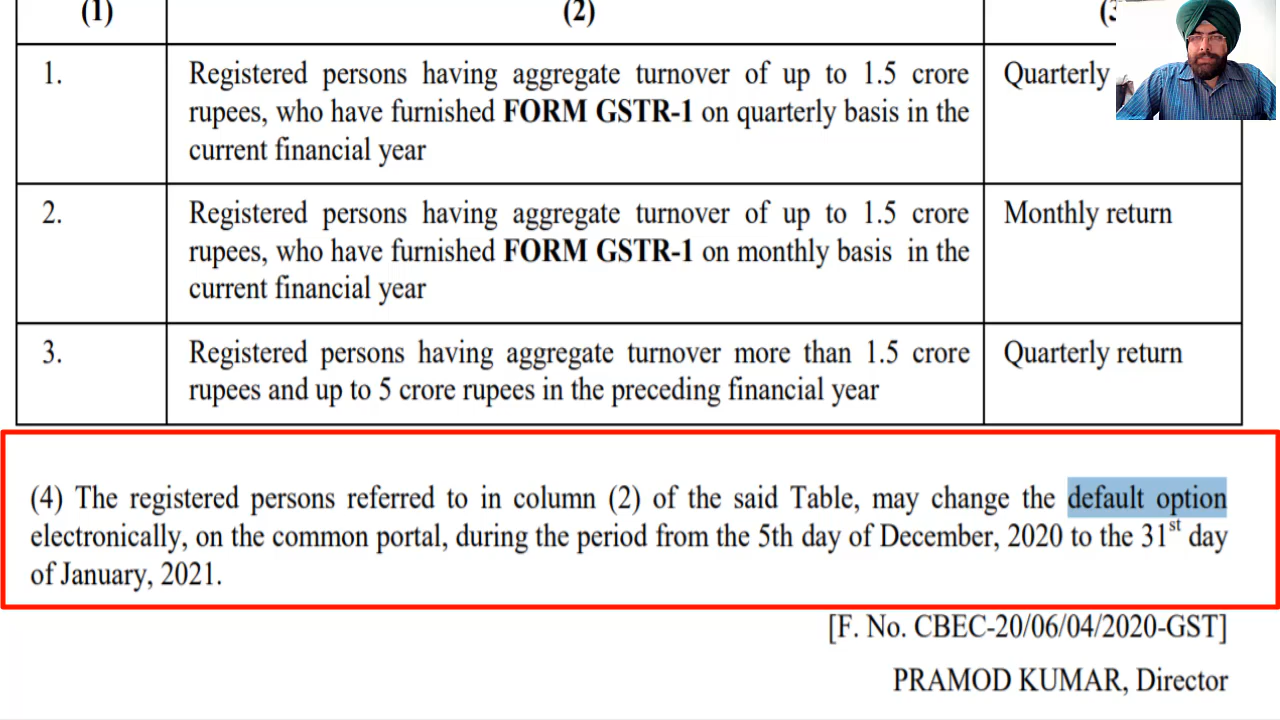 (1) (2)
1. Registered persons having aggregate turnover of up to 1.5 crore Quarterly
rupees, who have furnished FORM GSTR-1 on quarterly basis in the
current financial year
2. Registered persons having aggregate turnover of up to 1.5 crore Monthly return
rupees, who have furnished FORM GSTR-1 on monthly basis in the
current financial year
3. Registered persons having aggregate turnover more than 1.5 crore Quarterly return
rupees and up to 5 crore rupees in the preceding financial year
(4) The registered persons referred to in column (2) of the said Table, may change the default option
electronically, on the common portal, during the period from the 5th day of December, 2020 to the 31st day
of January, 2021.
[F. No. CBEC-20/06/04/2020-GST]
PRAMOD KUMAR, Director